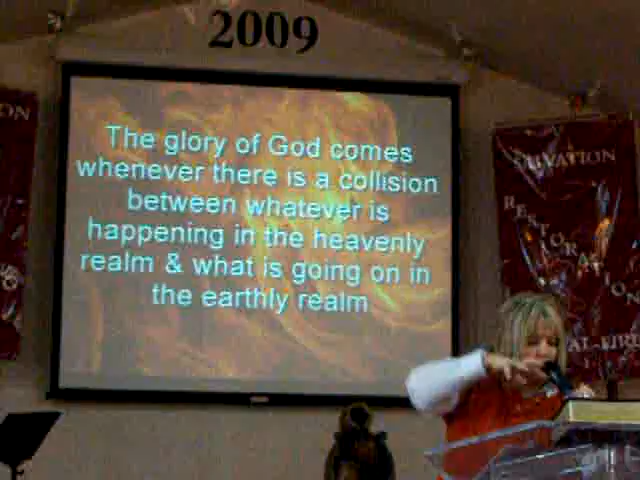 2009
The glory of God comes
whenever there is a collision
between whatever is
happening in the heavenly
realm & what is going on in
the earthly realm
RESTORATION